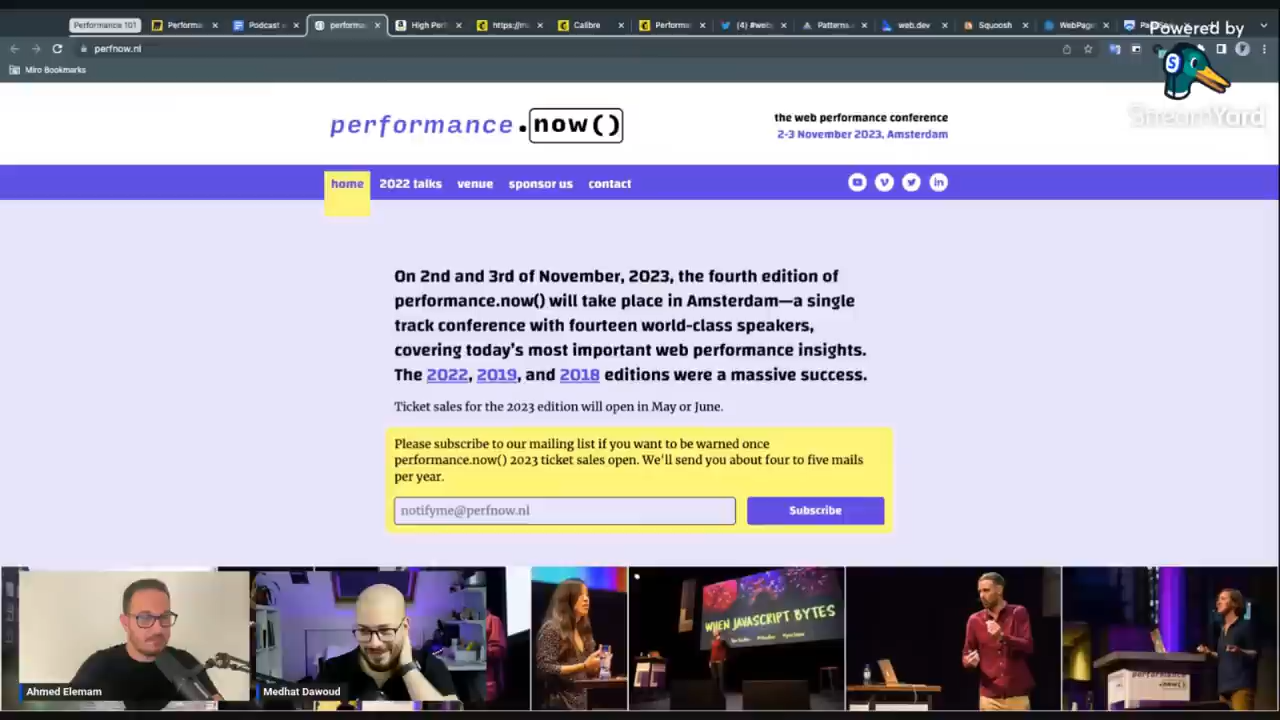 Performance 101
Performa
Podcast
performa
High Perf
https://m
Calibre
Performa
(4) #web
Patterns
web.dev
Squoosh
WebPage
perfnow.nl
Miro Bookmarks
Powered by
StreamYard
performance.now()
the web performance conference
2-3 November 2023, Amsterdam
home
2022 talks
venue
sponsor us
contact
On 2nd and 3rd of November, 2023, the fourth edition of
performance.now() will take place in Amsterdam—a single
track conference with fourteen world-class speakers,
covering today's most important web performance insights.
The 2022, 2019, and 2018 editions were a massive success.
Ticket sales for the 2023 edition will open in May or June.
Please subscribe to our mailing list if you want to be warned once
performance.now() 2023 ticket sales open. We'll send you about four to five mails
per year.
notifyme@perfnow.nl
Subscribe
WHEN JAVASCRIPT BYTES
Ahmed Elemam
Medhat Dawoud